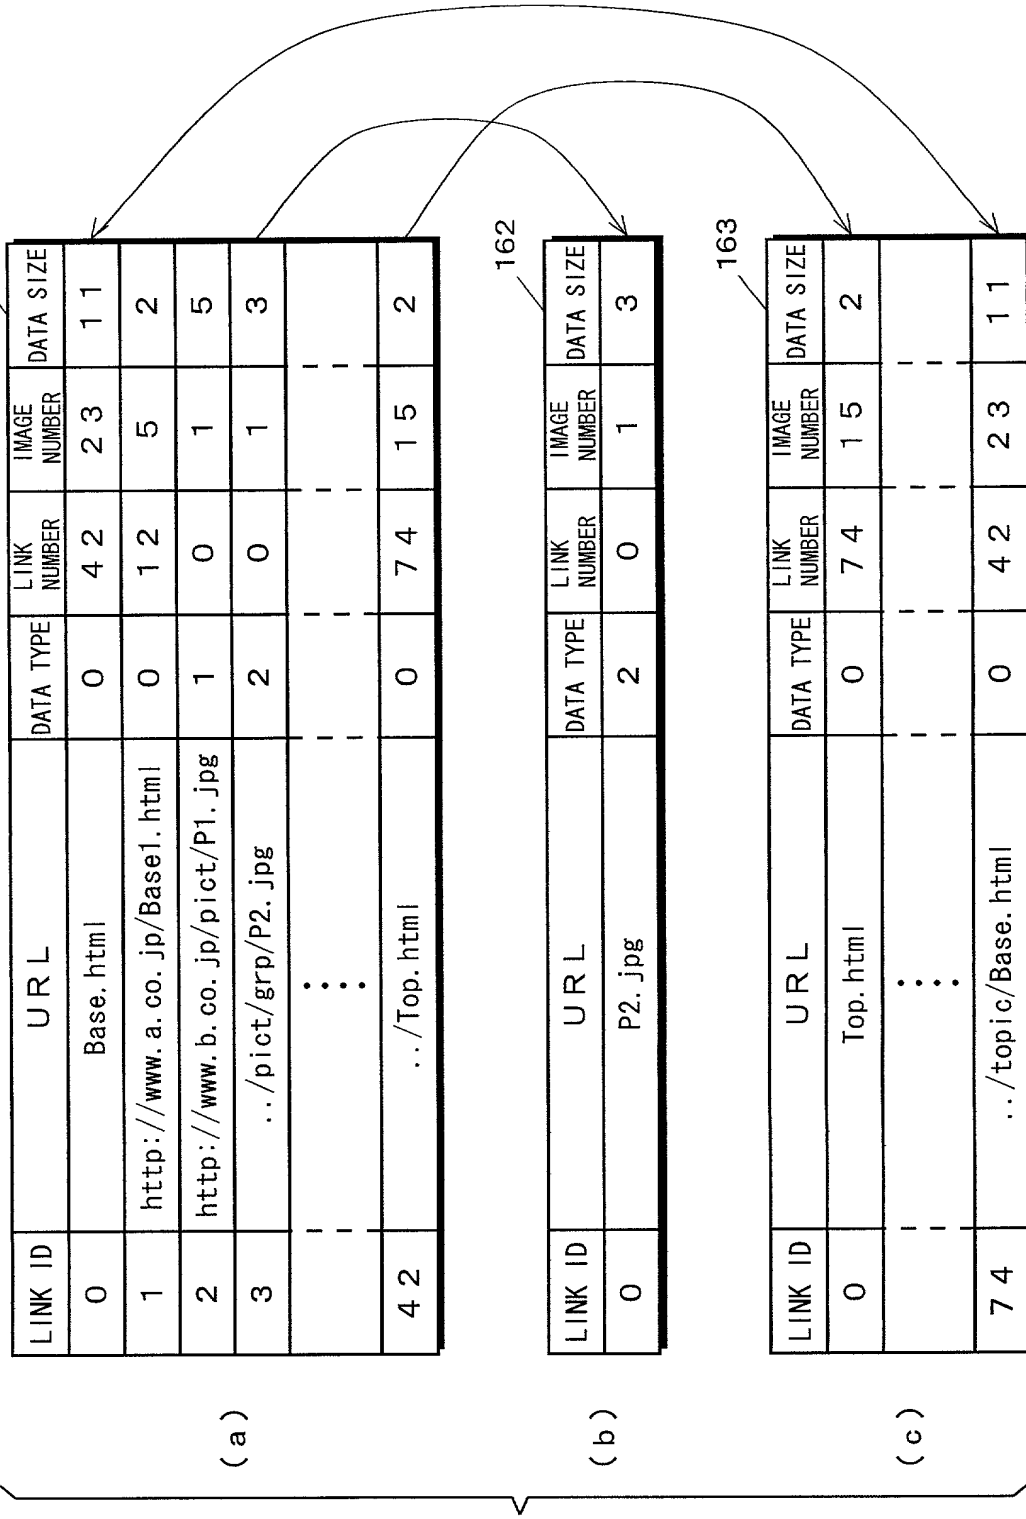 (a)
LINK ID URL DATA TYPE LINK NUMBER IMAGE NUMBER DATA SIZE
0 Base.html 0 42 23 11
1 http://www.a.co.jp/Base1.html 0 12 5 2
2 http://www.b.co.jp/pict/P1.jpg 1 0 1 5
3 ../pict/grp/P2.jpg 2 0 1 3
....
42 ../Top.html 0 74 15 2
(b)
162
LINK ID URL DATA TYPE LINK NUMBER IMAGE NUMBER DATA SIZE
0 P2.jpg 2 0 1 3
(c)
163
LINK ID URL DATA TYPE LINK NUMBER IMAGE NUMBER DATA SIZE
0 Top.html 0 74 15 2
....
74 ../topic/Base.html 0 42 23 11